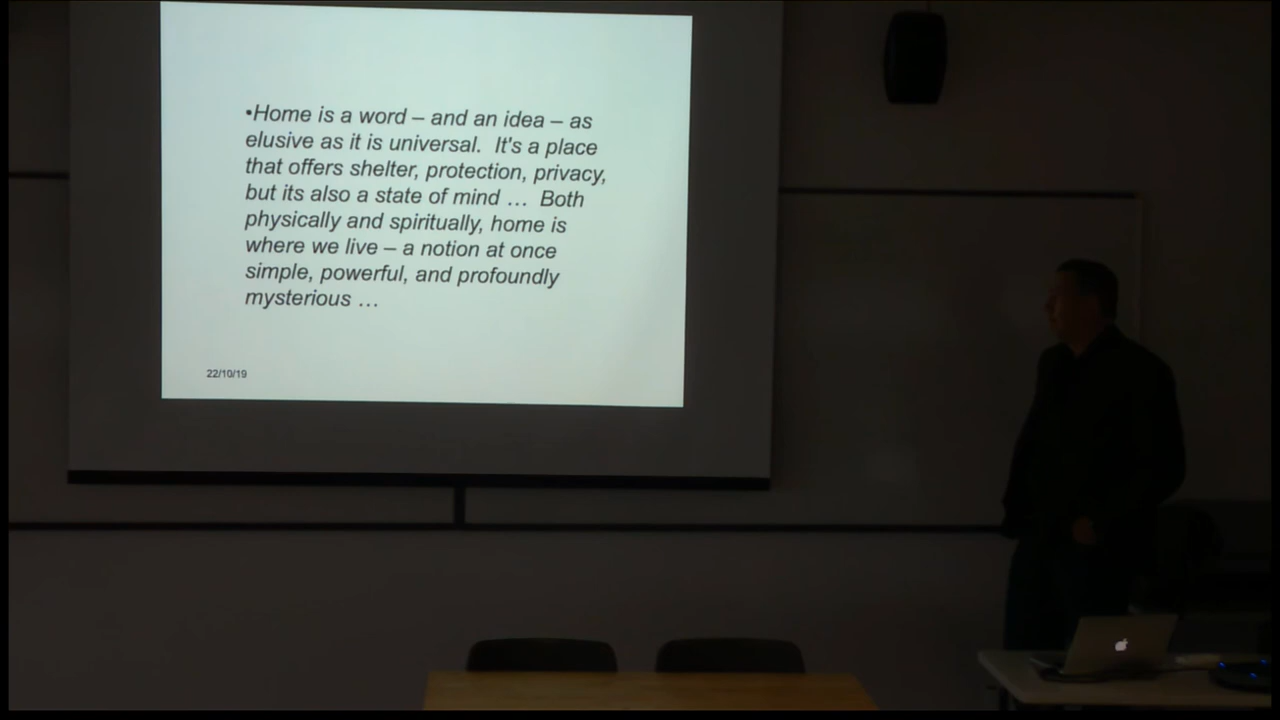 •Home is a word – and an idea – as
elusive as it is universal.  It's a place
that offers shelter, protection, privacy,
but its also a state of mind …  Both
physically and spiritually, home is
where we live – a notion at once
simple, powerful, and profoundly
mysterious …
22/10/19